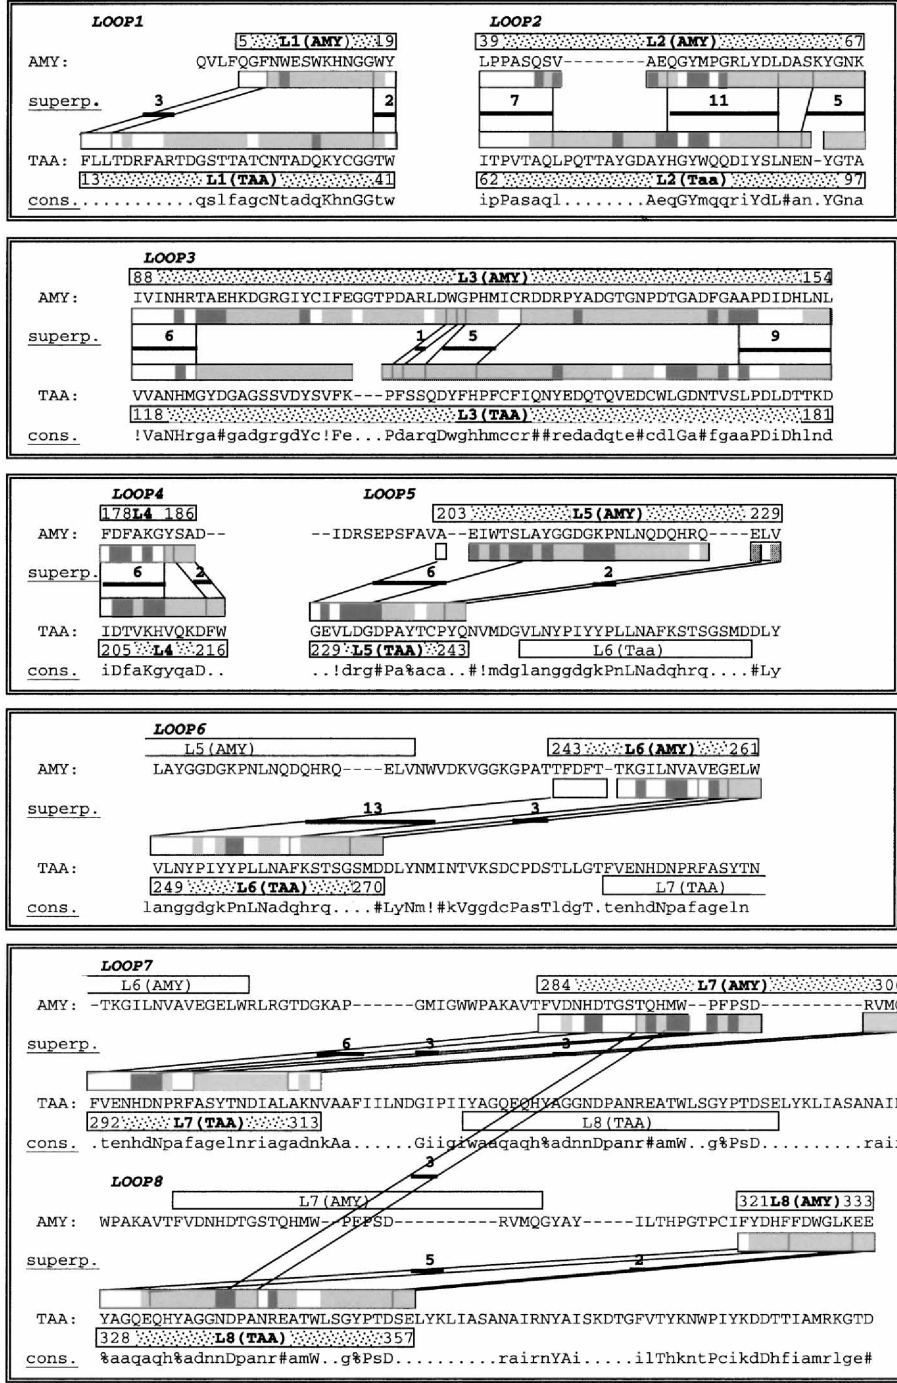 LOOP1 LOOP2
5 L1(AMY) 19 39 L2(AMY) 67
AMY: QVLFQGFNWESWKHNGGWY LPPASQSV--------AEQGYMPGRLYDLDASKYGNK
superp. 3 2 7 11 5
TAA: FLLTDRFARTDGSTTATCNTADQKYCGGTW ITPVTAQLPQTTAYGDAYHGYWQQDIYSLNEN-YGTA
13 L1(TAA) 41 62 L2(Taa) 97
cons. ...........qslfagcNtadqKhnGGtw ipPasaql........AeqGYmqqriYdL#an.YGna
LOOP3
88 L3(AMY) 154
AMY: IVINHRTAEHKDGRGIYCIFEGGTPDARLDWGPHMICRDDRPYADGTGNPDTGADFGAAPDIDHLNL
superp. 6 1 5 9
TAA: VVANHMGYDGAGSSVDYSVFK---PFSSQDYFHPFCFIQNYEDQTQVEDCWLGDNTVSLPDLDTTKD
118 L3(TAA) 181
cons. !VaNHrga#gadgrgdYc!Fe...PdarqDwghhmccr##redadqte#cdlGa#fgaaPDiDhlnd
LOOP4 LOOP5
178 L4 186 203 L5(AMY) 229
AMY: FDFAKGYSAD-- --IDRSEPSFAVA--EIWTSLAYGGDGKPNLNQDQHRQ----ELV
superp. 6 2 6 2
TAA: IDTVKHVQKDFW GEVLDGDPAYTCPYQNVMDGVLNYPIYYPLLNAFKSTSGSMDDLY
205 L4 216 229 L5(TAA) 243 L6(Taa)
cons. iDfaKgyqaD.. ..!drg#Pa%aca..#!mdglanggdgkPnLNadqhrq....#Ly
LOOP6
L5(AMY) 243 L6(AMY) 261
AMY: LAYGGDGKPNLNQDQHRQ----ELVNWVDKVGGKGPATTFDFT-TKGILNVAVEGELW
superp. 13 3
TAA: VLNYPIYYPLLNAFKSTSGSMDDLYNMINTVKSDCPDSTLLGTFVENHDNPRFASYTN
249 L6(TAA) 270 L7(TAA)
cons. langgdgkPnLNadqhrq....#LyNm!#kVggdcPasTldgT.tenhdNpafageln
LOOP7
L6(AMY) 284 L7(AMY) 306
AMY: -TKGILNVAVEGELWRLRGTDGKAP------GMIGWWPAKAVTFVDNHDTGSTQHMW--PFPSD----------RVMQ
superp. 6 3 3
TAA: FVENHDNPRFASYTNDIALAKNVAAFIILNDGIPIIYAGQEQHYAGGNDPANREATWLSGYPTDSELYKLIASANAI
292 L7(TAA) 313 L8(TAA)
cons. .tenhdNpafagelnriagadnkAa......GiigiwaaqaqH%adnnDpanr#amW..g%PsD..........rair
3
LOOP8
L7(AMY) 321 L8(AMY) 333
AMY: WPAKAVTFVDNHDTGSTQHMW--PFPSD----------RVMQGYAY-----ILTHPGTPCIFYDHFFDWGLKEE
superp. 5 2
TAA: YAGQEQHYAGGNDPANREATWLSGYPTDSELYKLIASANAIRNYAISKDTGFVTYKNWPIYKDDTTIAMRKGTD
328 L8(TAA) 357
cons. %aaqaqh%adnnDpanr#amW..g%PsD..........rairnYAi.....ilThkntPcikdDhfiamrlge#